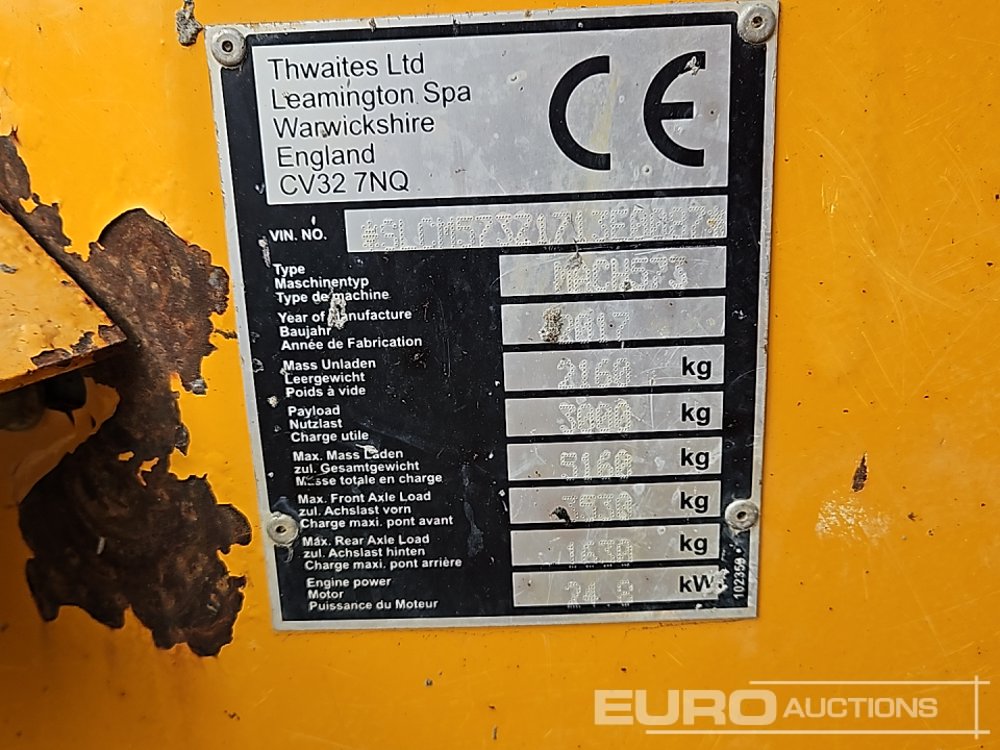 Thwaites Ltd
Leamington Spa
Warwickshire
England
CV32 7NQ
CE
VIN. NO.
Type MACH573
Maschinentyp
Type de machine
Year of Manufacture 2017
Baujahr
Année de Fabrication
Mass Unladen 2160 kg
Leergewicht
Poids à vide
Payload 3000 kg
Nutzlast
Charge utile
Max. Mass Laden 5160 kg
zul. Gesamtgewicht
Masse totale en charge
Max. Front Axle Load kg
zul. Achslast vorn
Charge maxi. pont avant
Max. Rear Axle Load kg
zul. Achslast hinten
Charge maxi. pont arrière
Engine power 24.8 kW
Motor
Puissance du Moteur
EURO AUCTIONS